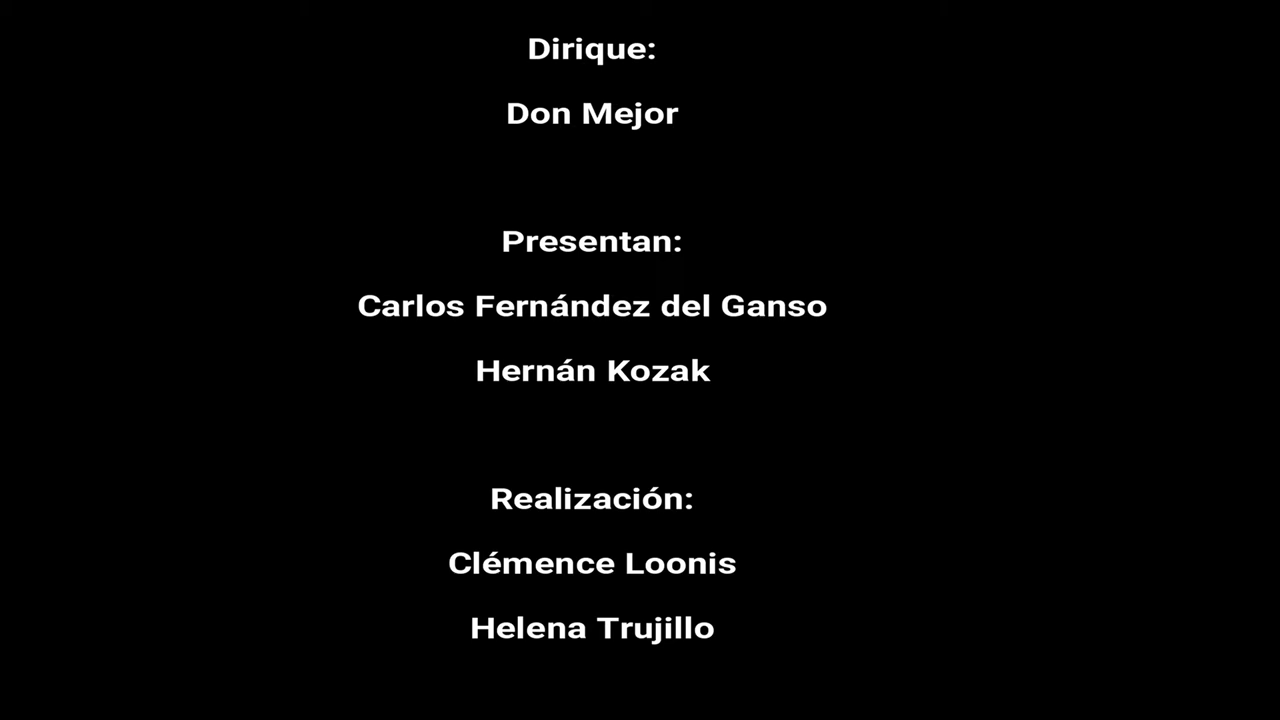 Dirique:
Don Mejor
Presentan:
Carlos Fernández del Ganso
Hernán Kozak
Realización:
Clémence Loonis
Helena Trujillo